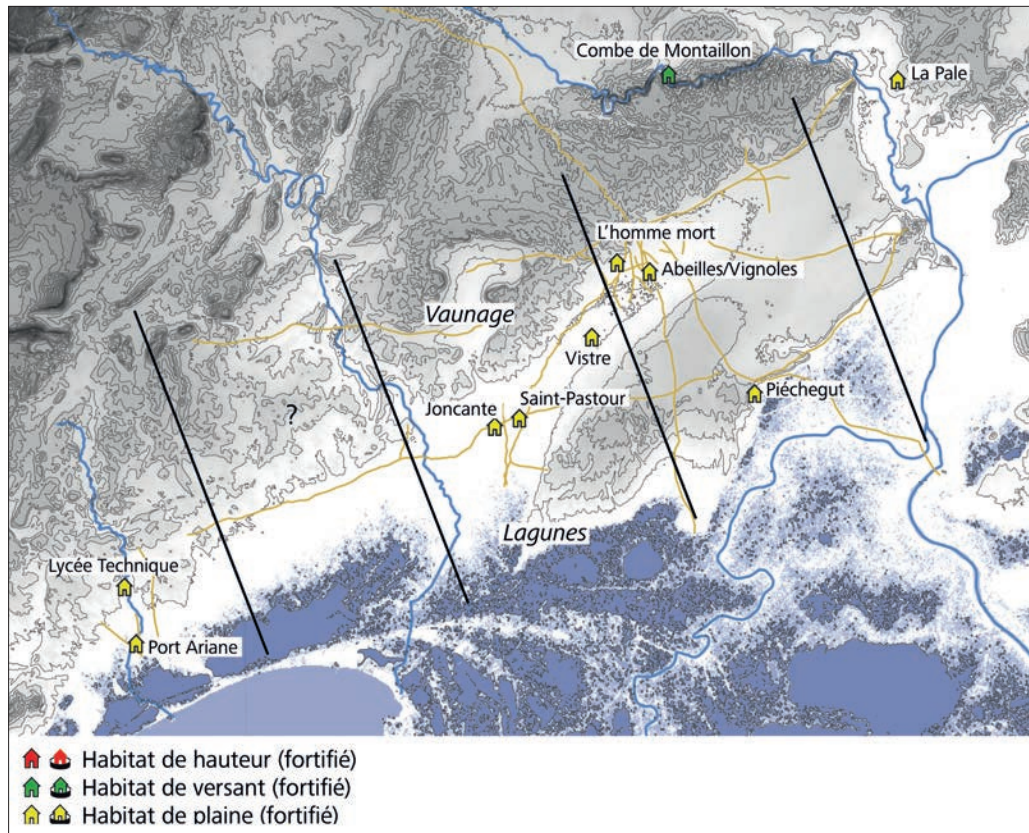 Combe de Montaillon
La Pale
L'homme mort
Abeilles/Vignoles
Vaunage
Vistre
Piéchegut
Saint-Pastour
Joncante
?
Lagunes
Lycée Technique
Port Ariane
Habitat de hauteur (fortifié)
Habitat de versant (fortifié)
Habitat de plaine (fortifié)